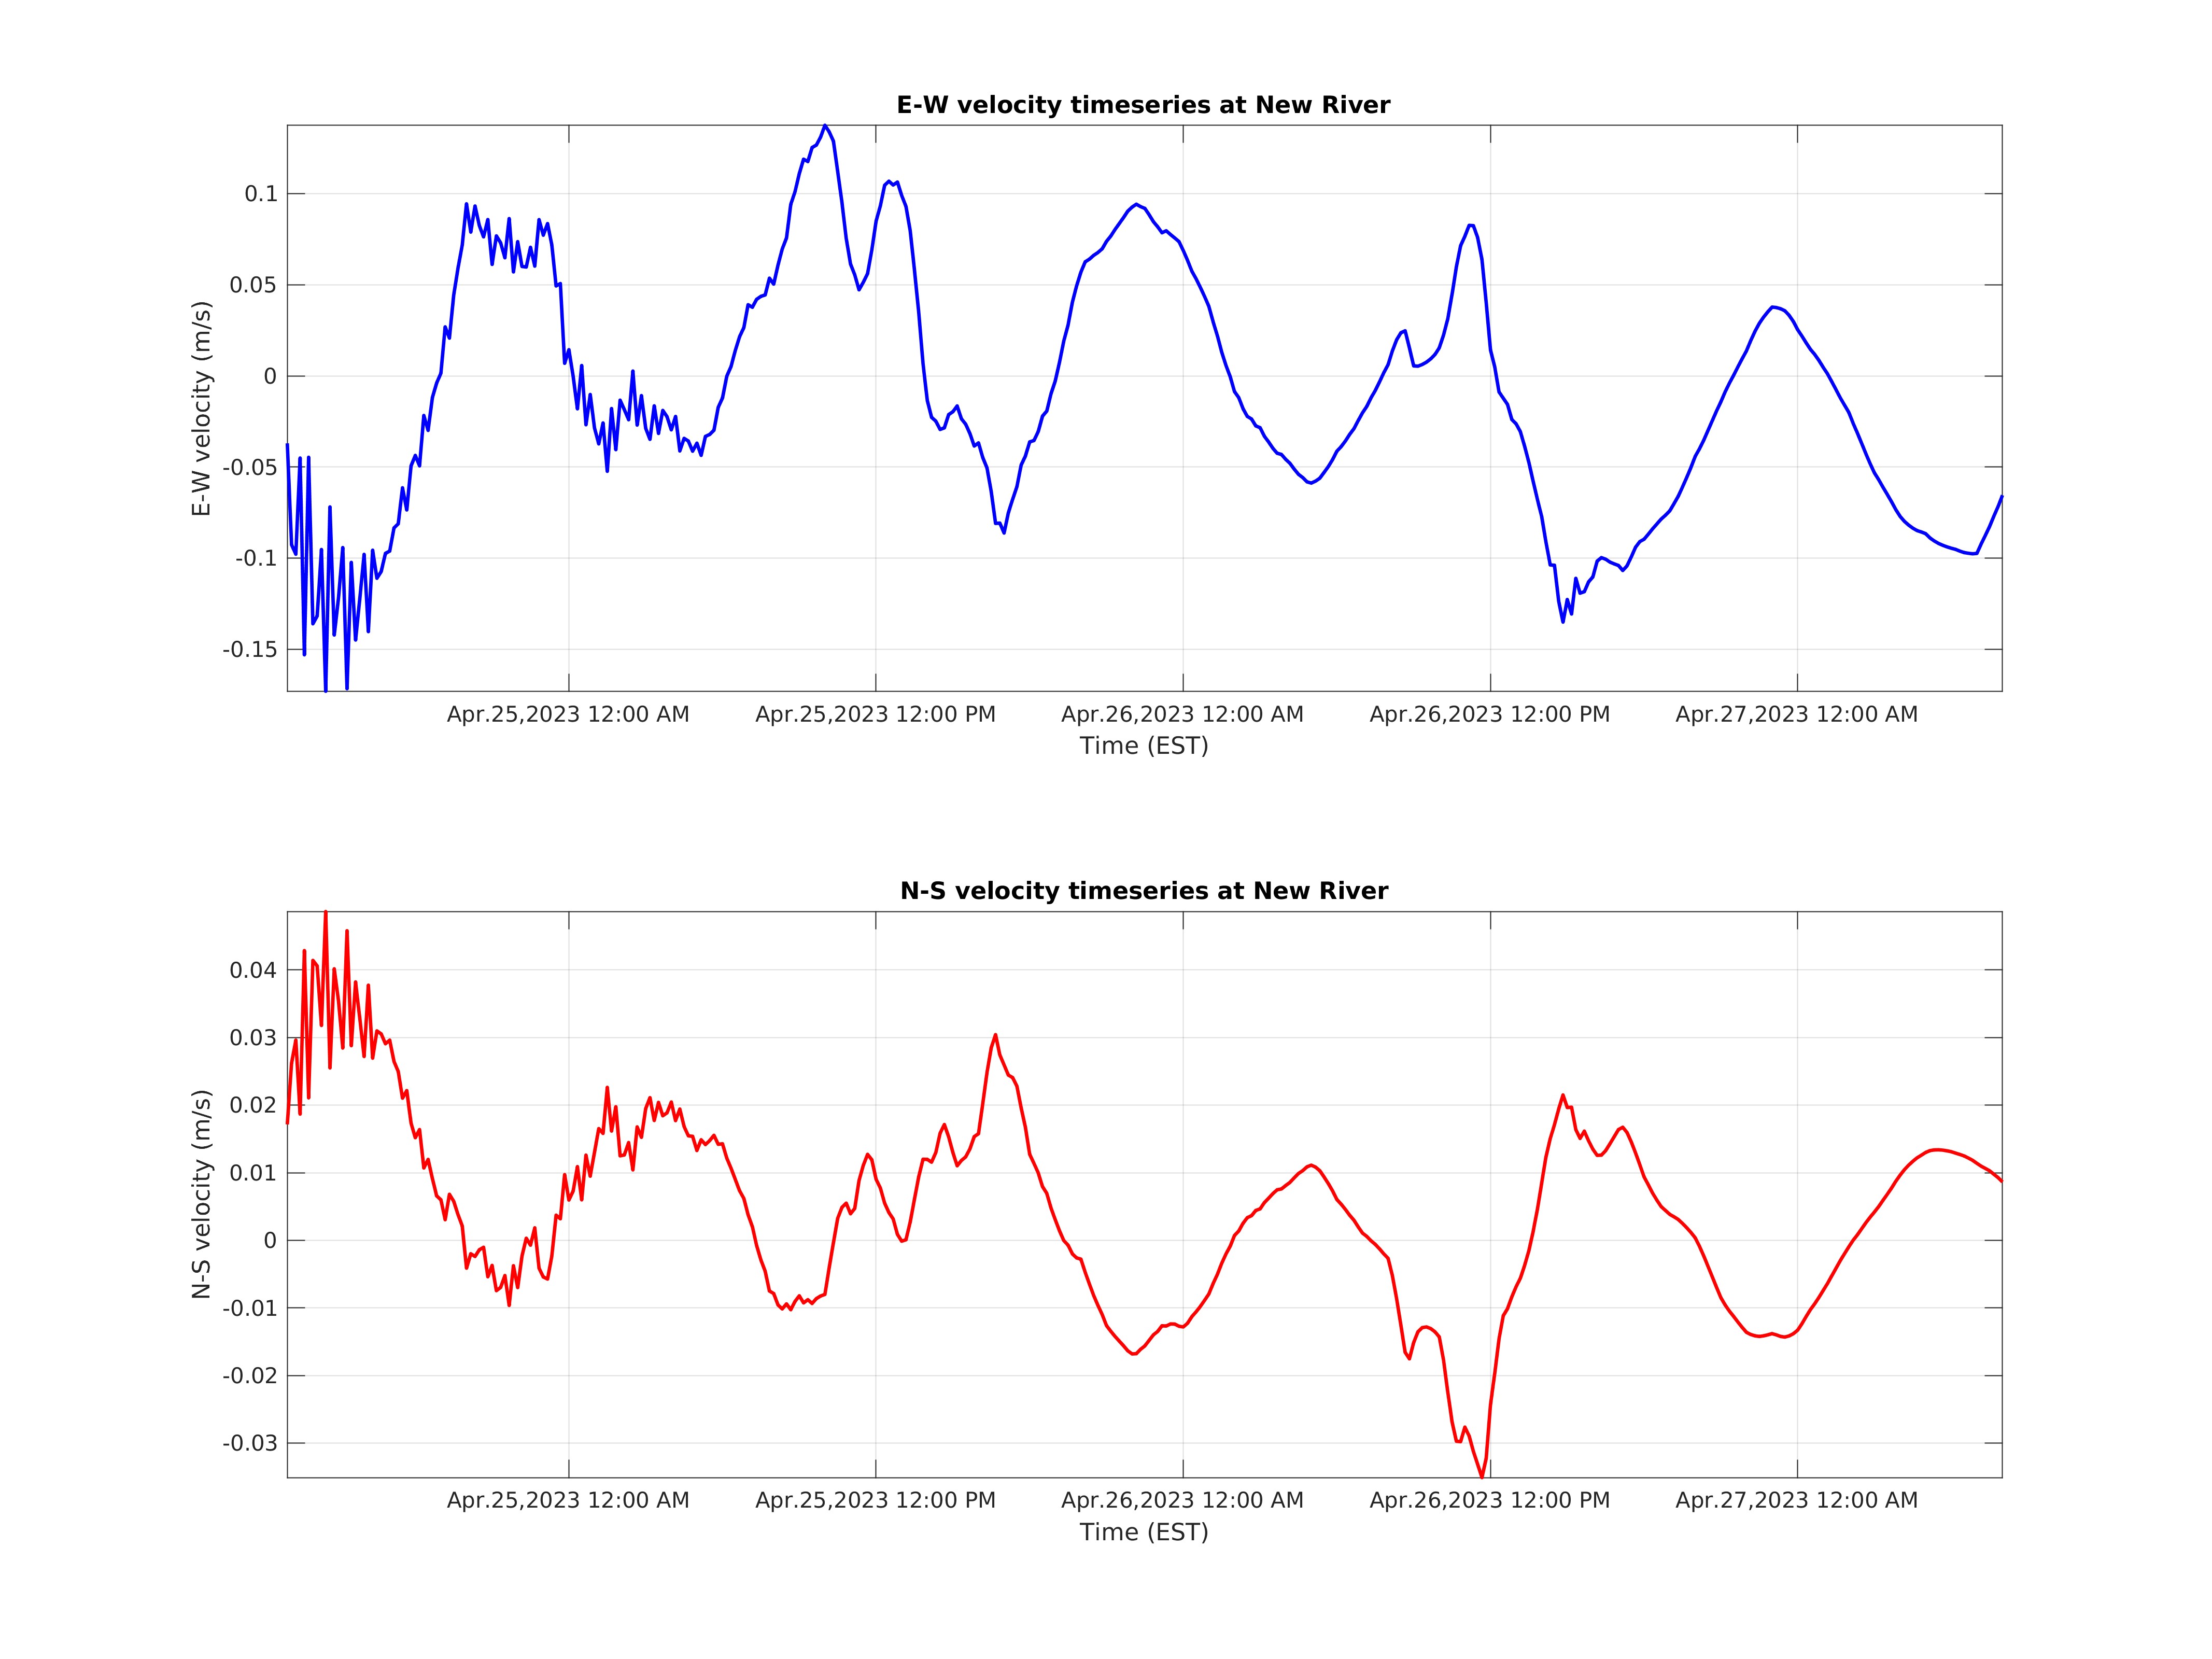 E-W velocity timeseries at New River
0.1
0.05
0
-0.05
-0.1
-0.15
E-W velocity (m/s)
Apr.25,2023 12:00 AM Apr.25,2023 12:00 PM Apr.26,2023 12:00 AM Apr.26,2023 12:00 PM Apr.27,2023 12:00 AM
Time (EST)
N-S velocity timeseries at New River
0.04
0.03
0.02
0.01
0
-0.01
-0.02
-0.03
N-S velocity (m/s)
Apr.25,2023 12:00 AM Apr.25,2023 12:00 PM Apr.26,2023 12:00 AM Apr.26,2023 12:00 PM Apr.27,2023 12:00 AM
Time (EST)